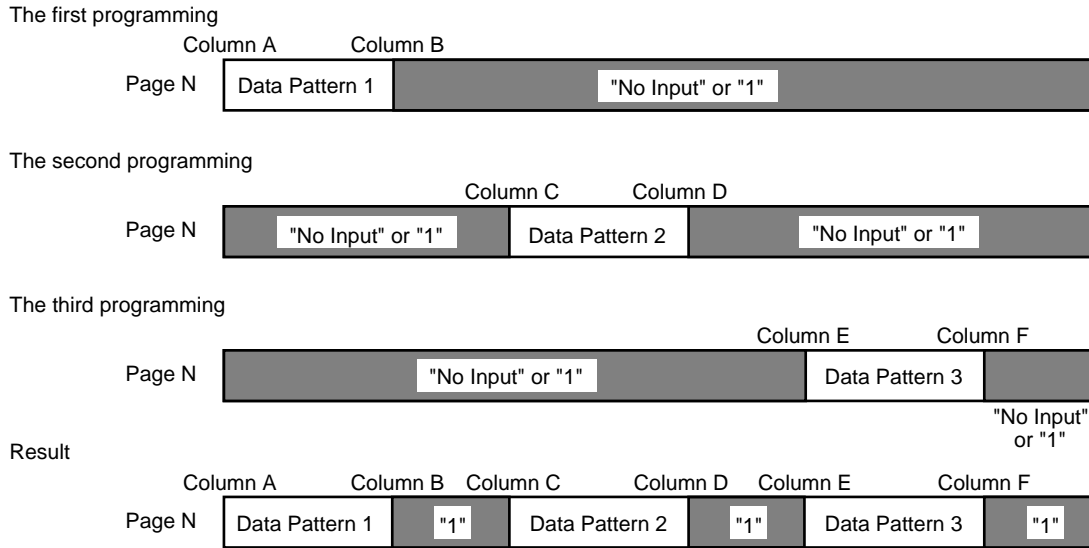 The first programming
Column A Column B
Page N Data Pattern 1 "No Input" or "1"
The second programming
Column C Column D
Page N "No Input" or "1" Data Pattern 2 "No Input" or "1"
The third programming
Column E Column F
Page N "No Input" or "1" Data Pattern 3
"No Input"
or "1"
Result
Column A Column B Column C Column D Column E Column F
Page N Data Pattern 1 "1" Data Pattern 2 "1" Data Pattern 3 "1"